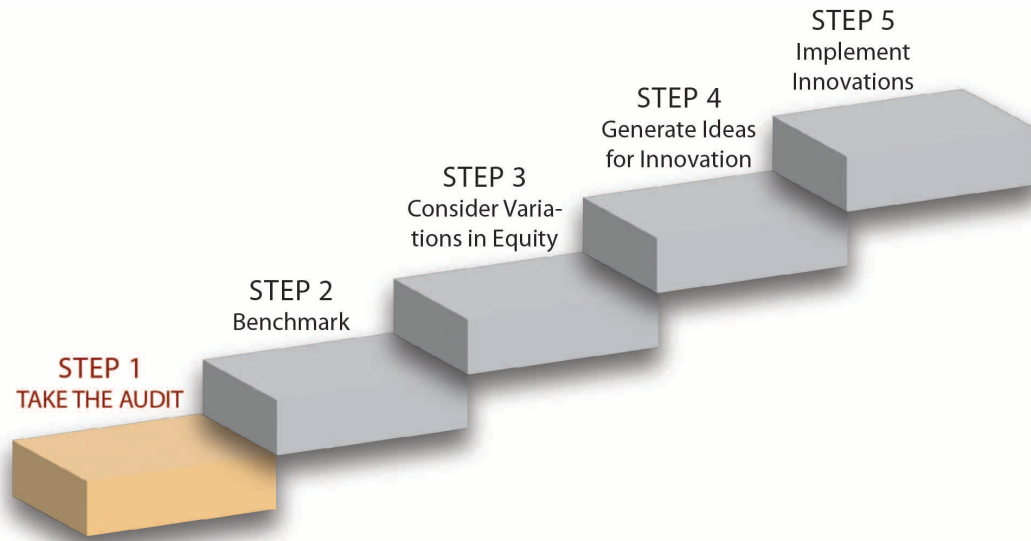 STEP 1
TAKE THE AUDIT
STEP 2
Benchmark
STEP 3
Consider Varia-
tions in Equity
STEP 4
Generate Ideas
for Innovation
STEP 5
Implement
Innovations